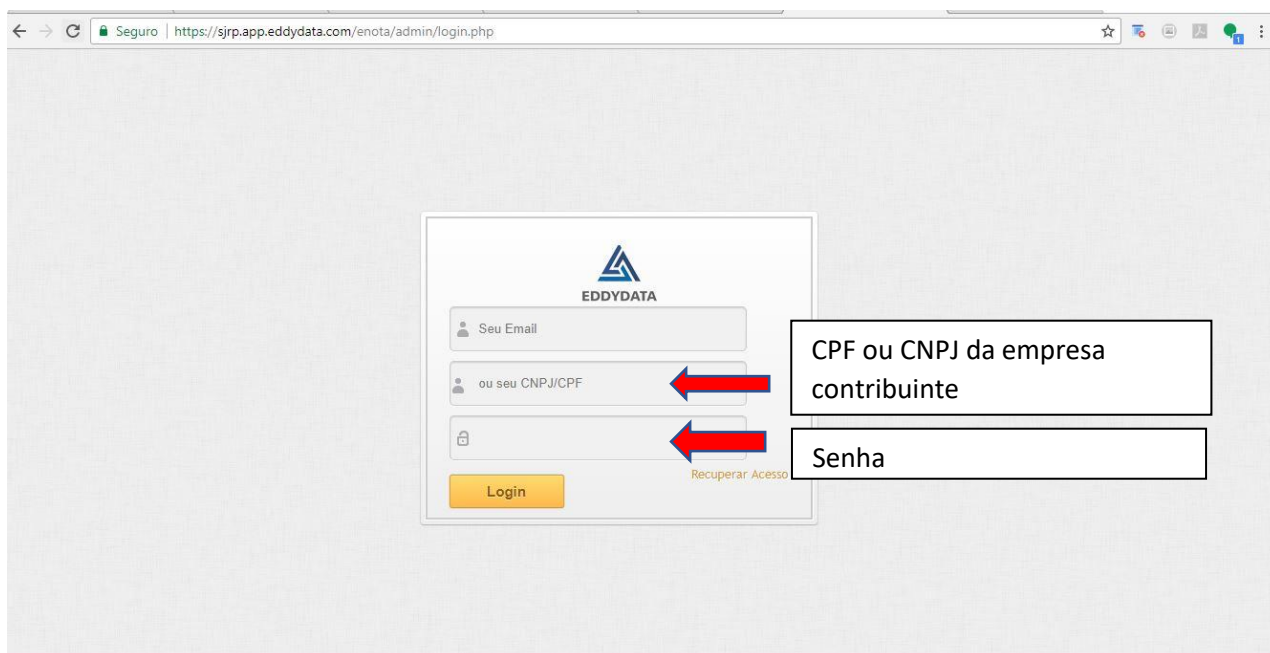 Seguro | https://sjrp.app.eddydata.com/enota/admin/login.php
1
EDDYDATA
Seu Email
ou seu CNPJ/CPF
CPF ou CNPJ da empresa
contribuinte
Senha
Recuperar Acesso
Login